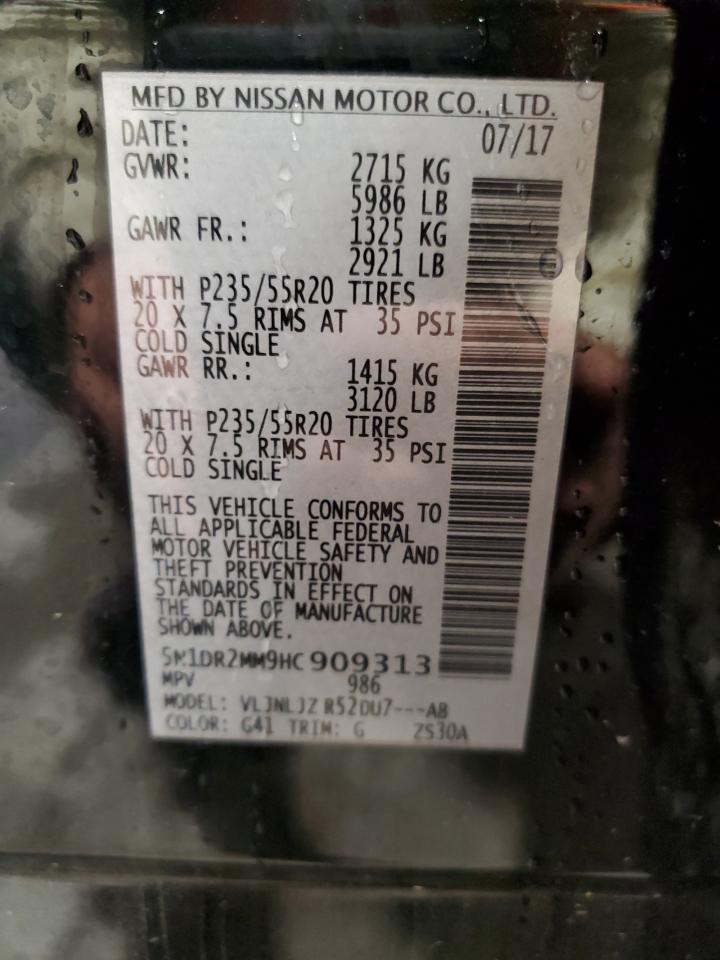 MFD BY NISSAN MOTOR CO., LTD.
DATE: 07/17
GVWR: 2715 KG
5986 LB
GAWR FR.: 1325 KG
2921 LB
WITH P235/55R20 TIRES
20 X 7.5 RIMS AT 35 PSI
COLD SINGLE
GAWR RR.: 1415 KG
3120 LB
WITH P235/55R20 TIRES
20 X 7.5 RIMS AT 35 PSI
COLD SINGLE
THIS VEHICLE CONFORMS TO
ALL APPLICABLE FEDERAL
MOTOR VEHICLE SAFETY AND
THEFT PREVENTION
STANDARDS IN EFFECT ON
THE DATE OF MANUFACTURE
SHOWN ABOVE.
5N1DR2MM9HC909313
MPV 986
MODEL: VLJNLJZ R52DU7---AB
COLOR: G41 TRIM: G ZS30A